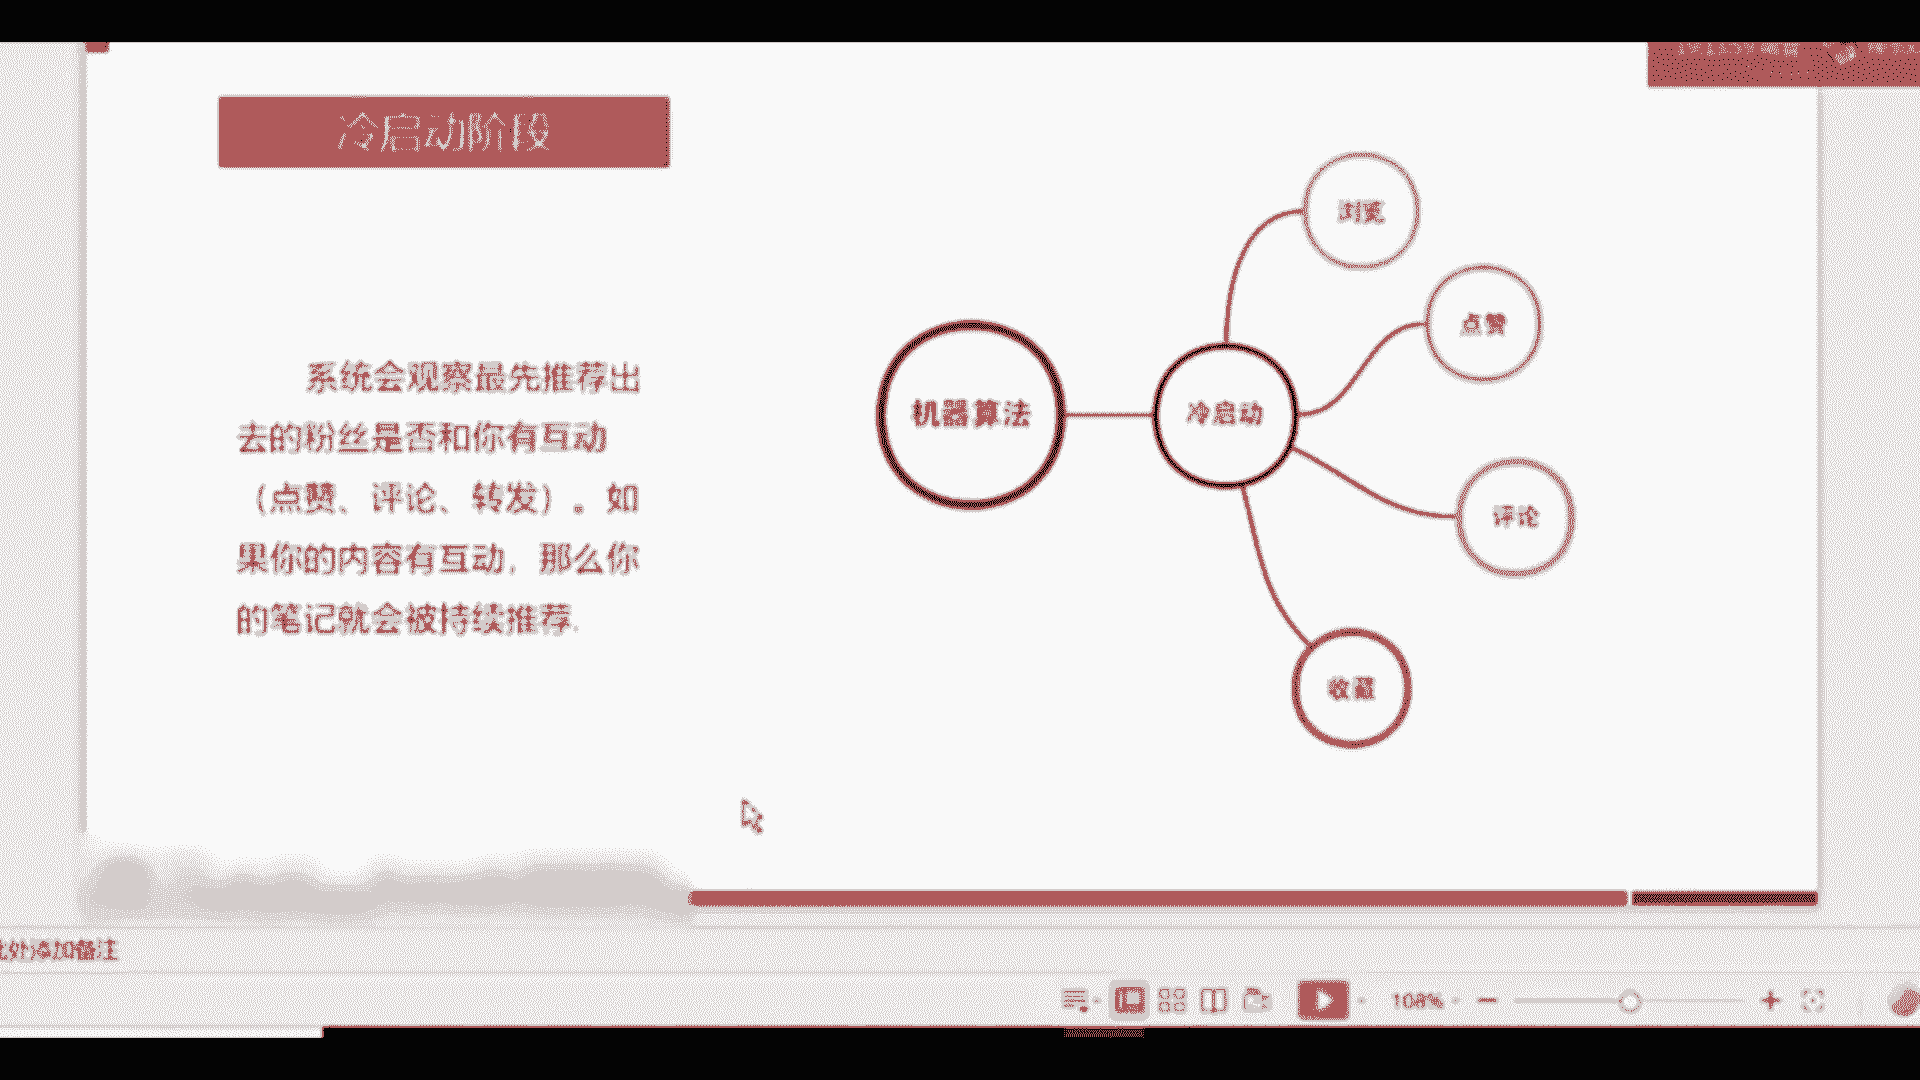 冷启动阶段
系统会观察最先推荐出
去的粉丝是否和你有互动
（点赞、评论、转发）。如
果你的内容有互动，那么你
的笔记就会被持续推荐.
机器算法
冷启动
浏览
点赞
评论
收藏
此处添加备注
108%